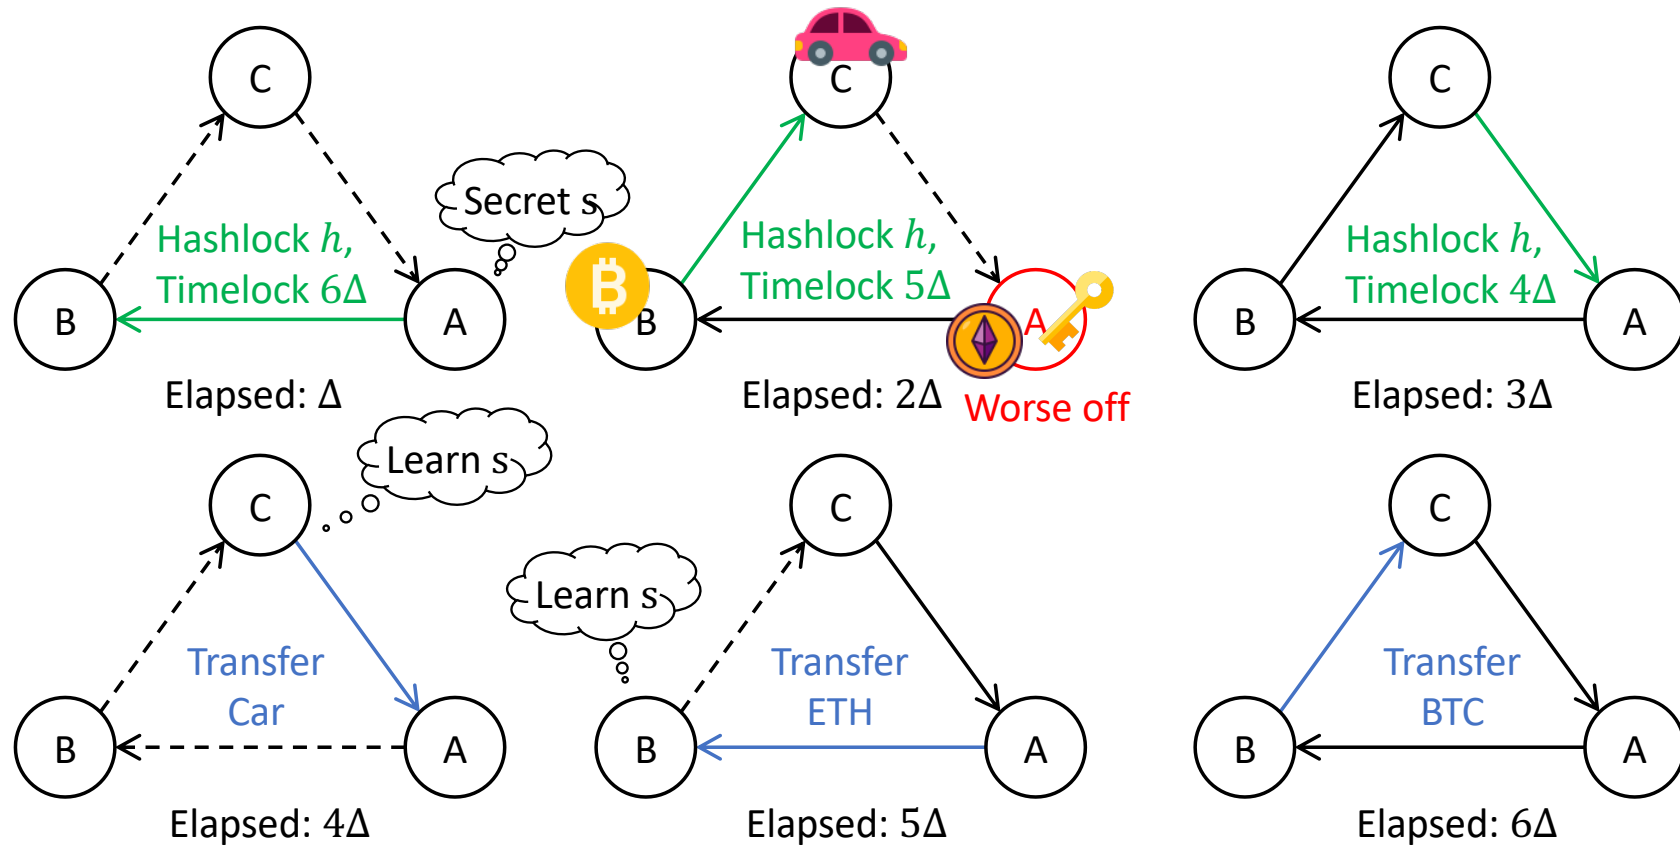 C
Secret s
Hashlock h,
Timelock 6Δ
B
A
Elapsed: Δ
C
Hashlock h,
Timelock 5Δ
₿
B
A
Elapsed: 2Δ
Worse off
C
Hashlock h,
Timelock 4Δ
B
A
Elapsed: 3Δ
Learn s
C
Transfer
Car
B
A
Elapsed: 4Δ
C
Learn s
Transfer
ETH
B
A
Elapsed: 5Δ
C
Transfer
BTC
B
A
Elapsed: 6Δ